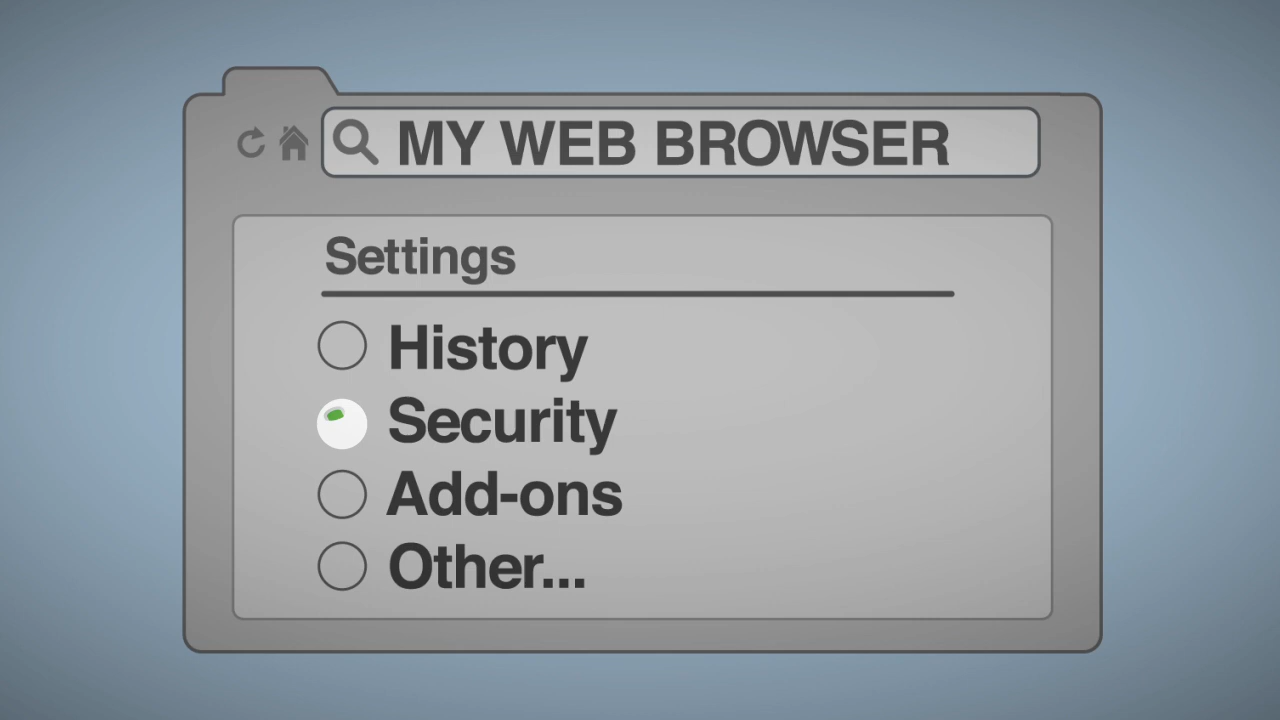 MY WEB BROWSER
Settings
History
Security
Add-ons
Other...